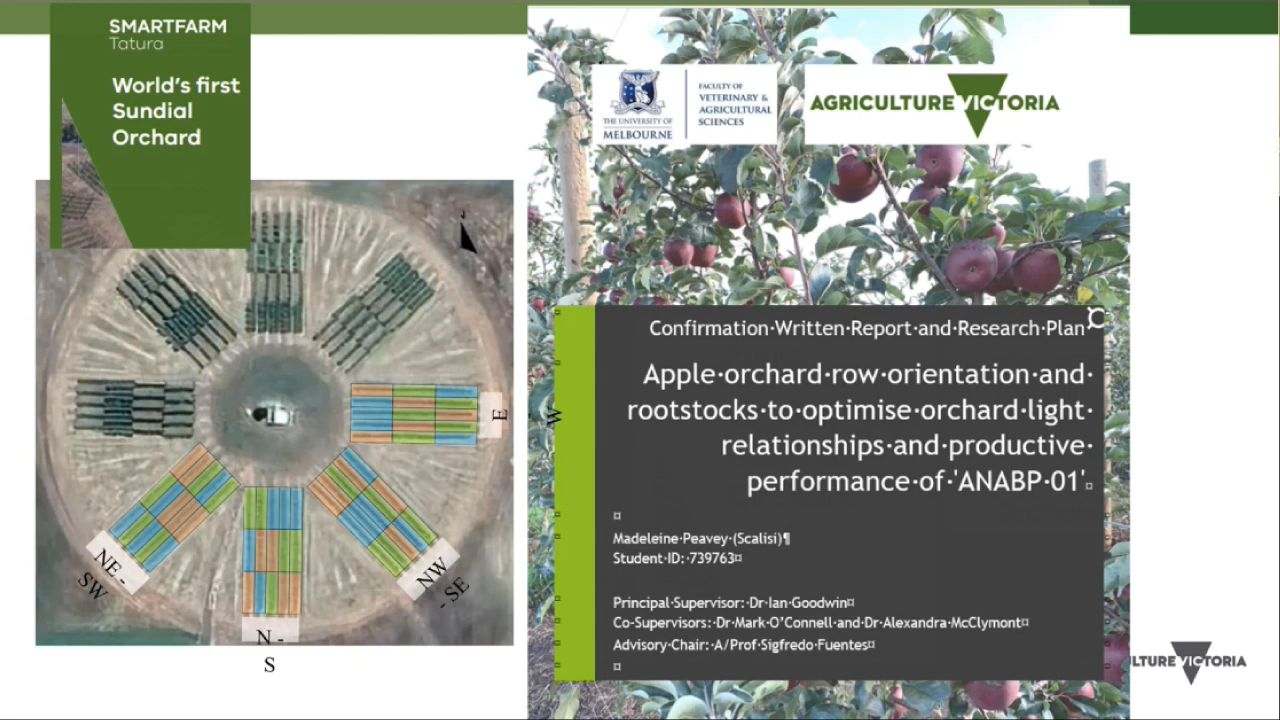 SMARTFARM
Tatura
World's first
Sundial
Orchard
E
W
NE -
SW
NW
- SE
N -
S
THE UNIVERSITY OF
MELBOURNE
FACULTY OF
VETERINARY &
AGRICULTURAL
SCIENCES
AGRICULTURE VICTORIA
Confirmation·Written·Report·and·Research·Plan¤
Apple·orchard·row·orientation·and·
rootstocks·to·optimise·orchard·light·
relationships·and·productive·
performance·of·'ANABP·01'¤
¤
Madeleine·Peavey·(Scalisi)¶
Student·ID:·739763¤
Principal·Supervisor:·Dr·Ian·Goodwin¤
Co-Supervisors:·Dr·Mark·O'Connell·and·Dr·Alexandra·McClymont¤
Advisory·Chair:·A/Prof·Sigfredo·Fuentes¤
¤
LTURE VICTORIA